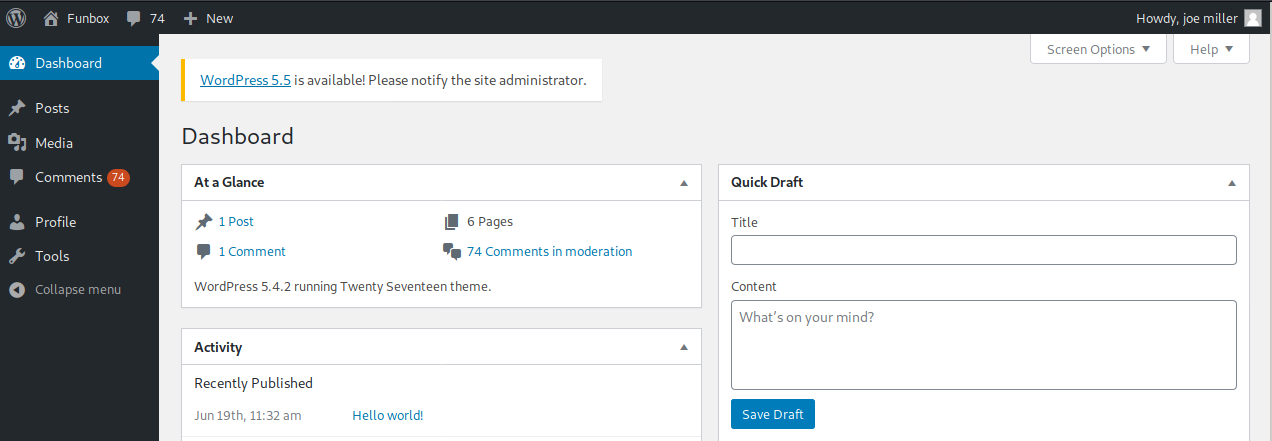 Funbox 74 New Howdy, joe miller
Dashboard
Posts
Media
Comments 74
Profile
Tools
Collapse menu
Screen Options Help
WordPress 5.5 is available! Please notify the site administrator.
Dashboard
At a Glance
1 Post 6 Pages
1 Comment 74 Comments in moderation
WordPress 5.4.2 running Twenty Seventeen theme.
Activity
Recently Published
Jun 19th, 11:32 am Hello world!
Quick Draft
Title
Content
What's on your mind?
Save Draft